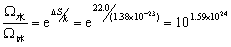 Ω水/Ω冰 = e^ΔS/k = e^22.0/(1.38×10^-23) = 10^1.59×10^24